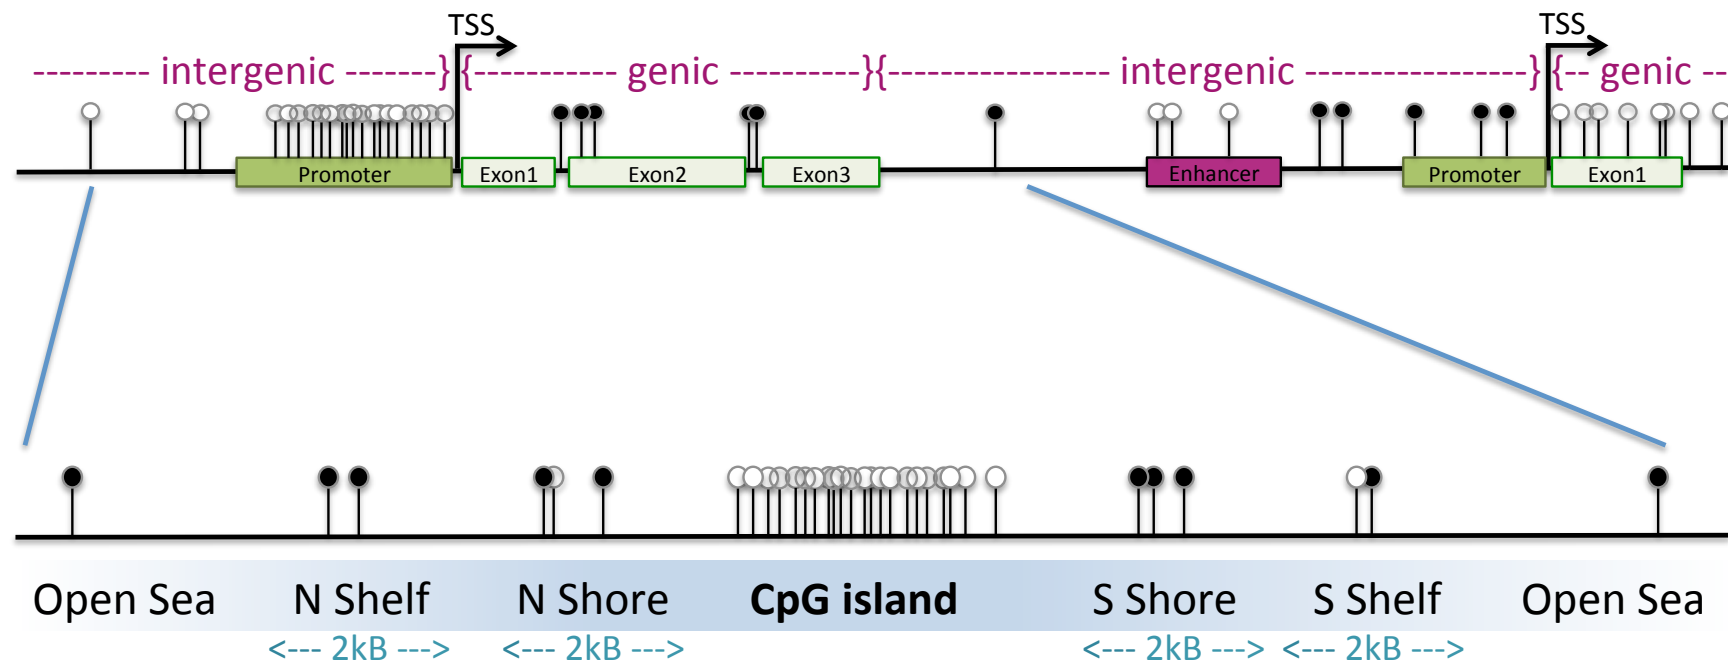 TSS TSS
--------- intergenic -------} {----------- genic ----------}{----------------- intergenic ------------------} {-- genic --
Promoter Exon1 Exon2 Exon3 Enhancer Promoter Exon1
Open Sea N Shelf N Shore CpG island S Shore S Shelf Open Sea
<--- 2kB ---> <--- 2kB ---> <--- 2kB ---> <--- 2kB --->